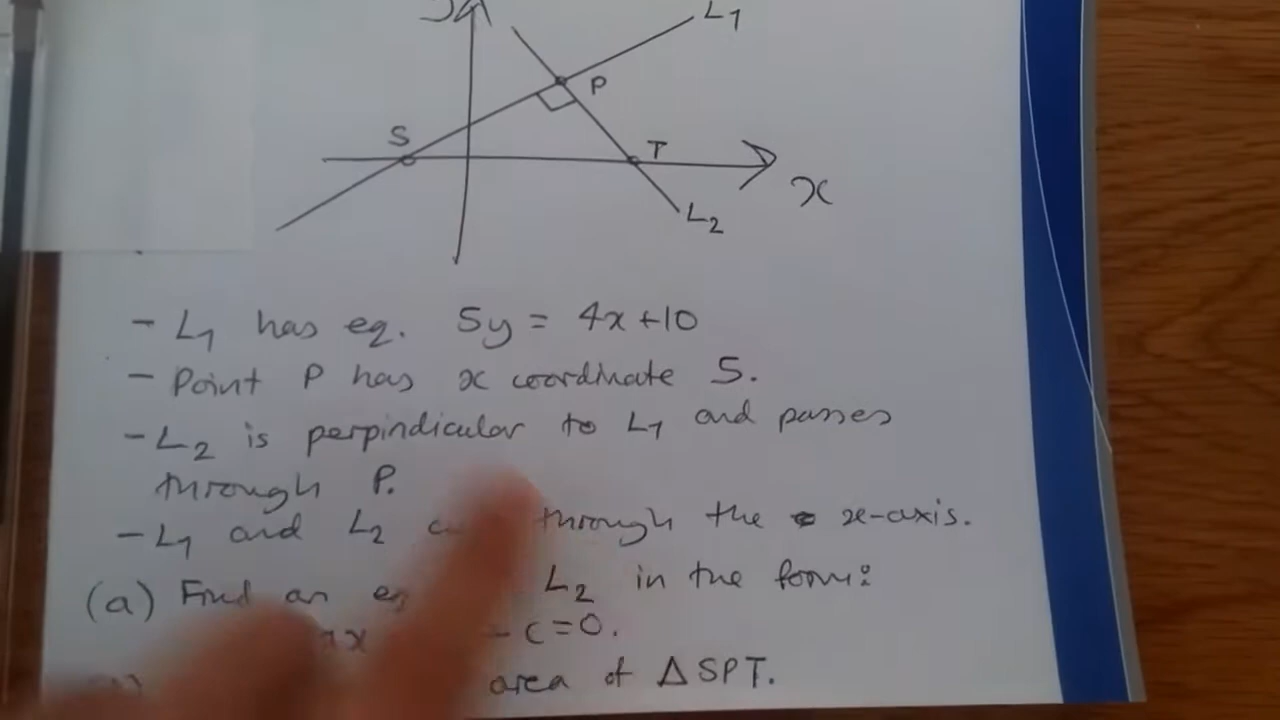 y
L1
P
S
T
x
L2
- L1 has eq. 5y = 4x+10
- Point P has x coordinate 5.
- L2 is perpindicular to L1 and passes
through P.
- L1 and L2 through the x-axis.
(a) Find an L2 in the form:
c=0.
area of ΔSPT.